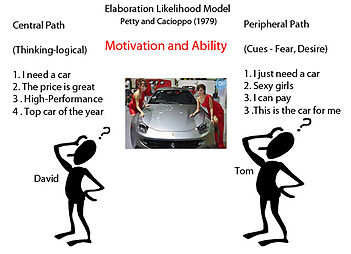 Elaboration Likelihood Model
Petty and Cacioppo (1979)
Motivation and Ability
Central Path
(Thinking-logical)
1. I need a car
2. The price is great
3 . High-Performance
4 . Top car of the year
David
Peripheral Path
(Cues - Fear, Desire)
1. I just need a car
2. Sexy girls
3. I can pay
3 .This is the car for me
Tom
?
?